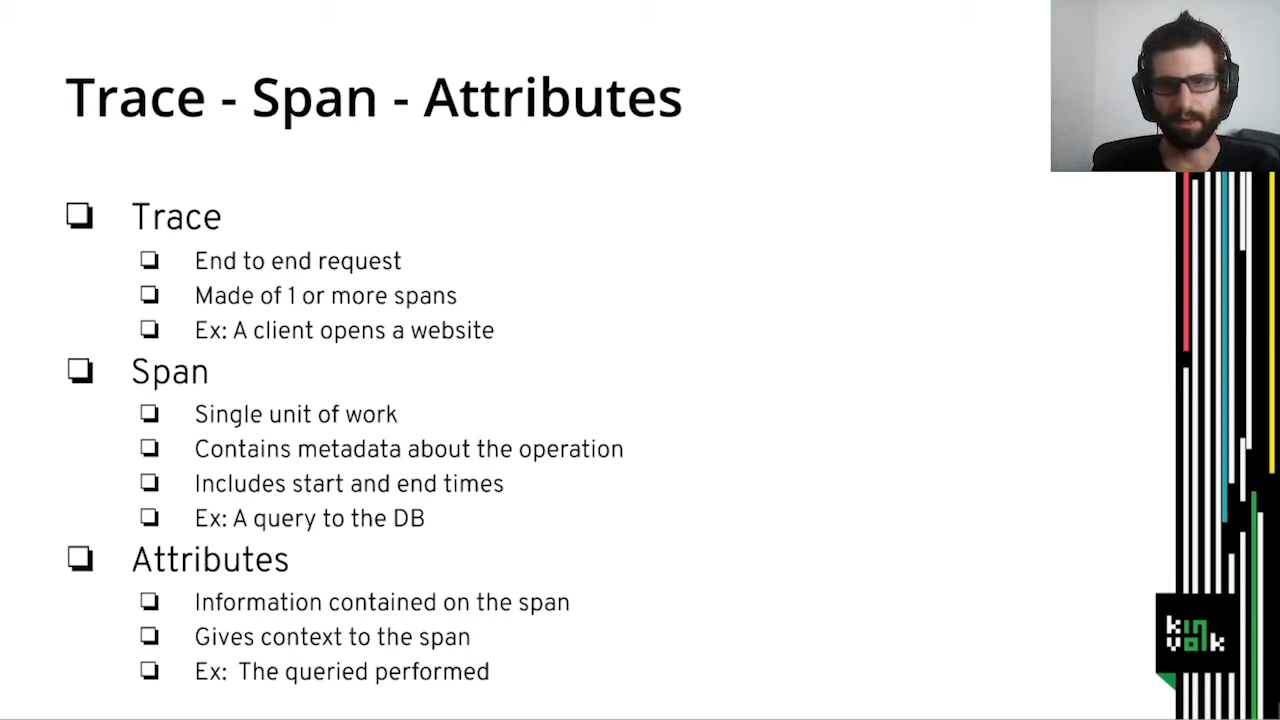 Trace - Span - Attributes
Trace
End to end request
Made of 1 or more spans
Ex: A client opens a website
Span
Single unit of work
Contains metadata about the operation
Includes start and end times
Ex: A query to the DB
Attributes
Information contained on the span
Gives context to the span
Ex: The queried performed
kin
volk